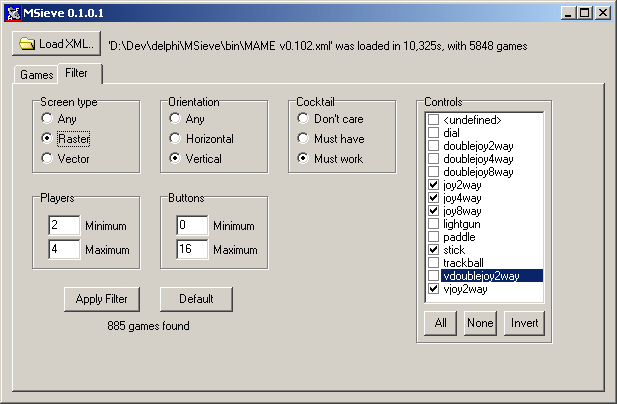 MSieve 0.1.0.1
Load XML..
'D:\Dev\delphi\MSieve\bin\MAME v0.102.xml' was loaded in 10,325s, with 5848 games
Games
Filter
Screen type
Any
Raster
Vector
Orientation
Any
Horizontal
Vertical
Cocktail
Don't care
Must have
Must work
Controls
<undefined>
dial
doublejoy2way
doublejoy4way
doublejoy8way
joy2way
joy4way
joy8way
lightgun
paddle
stick
trackball
vdoublejoy2way
vjoy2way
Players
2 Minimum
4 Maximum
Buttons
0 Minimum
16 Maximum
Apply Filter
Default
All
None
Invert
885 games found